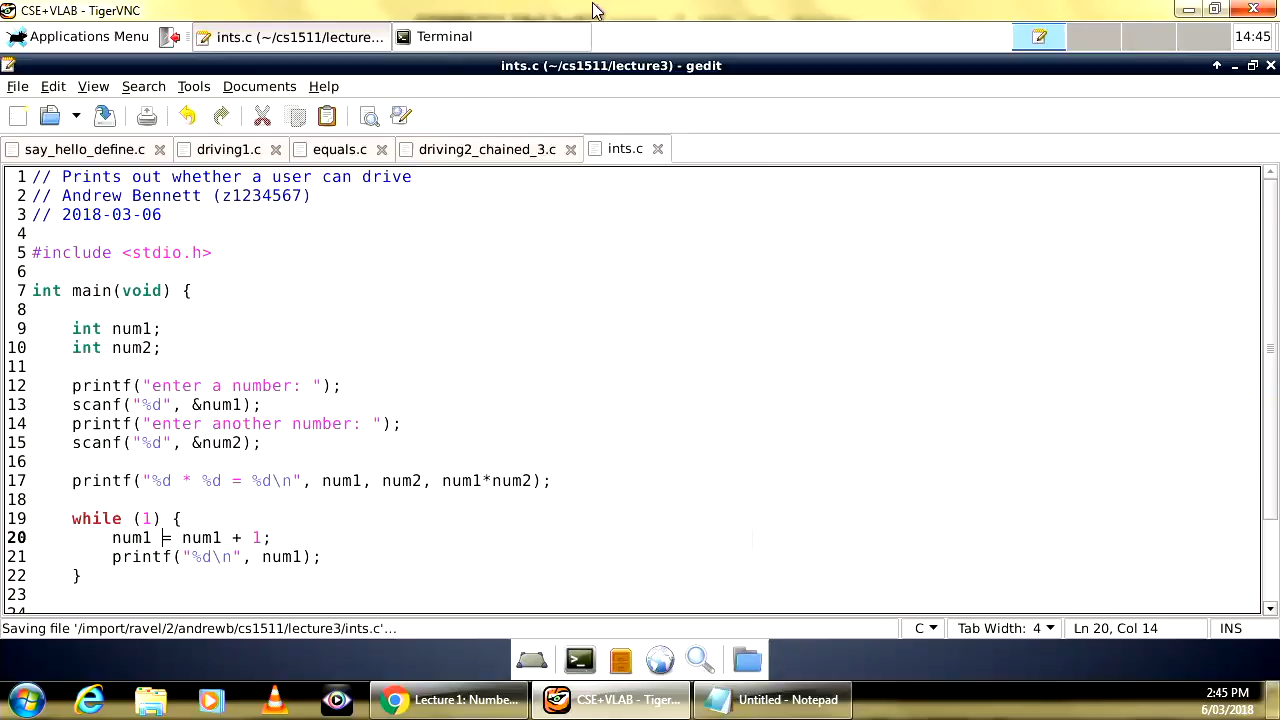 CSE+VLAB - TigerVNC
Applications Menu
ints.c (~/cs1511/lecture...
Terminal
14:45
ints.c (~/cs1511/lecture3) - gedit
File Edit View Search Tools Documents Help
say_hello_define.c driving1.c equals.c driving2_chained_3.c ints.c
1 // Prints out whether a user can drive
2 // Andrew Bennett (z1234567)
3 // 2018-03-06
4
5 #include <stdio.h>
6
7 int main(void) {
8
9     int num1;
10     int num2;
11
12     printf("enter a number: ");
13     scanf("%d", &num1);
14     printf("enter another number: ");
15     scanf("%d", &num2);
16
17     printf("%d * %d = %d\n", num1, num2, num1*num2);
18
19     while (1) {
20         num1 = num1 + 1;
21         printf("%d\n", num1);
22     }
23
24
Saving file '/import/ravel/2/andrewb/cs1511/lecture3/ints.c'... C Tab Width: 4 Ln 20, Col 14 INS
Lecture 1: Numbe... CSE+VLAB - Tiger... Untitled - Notepad
2:45 PM
6/03/2018